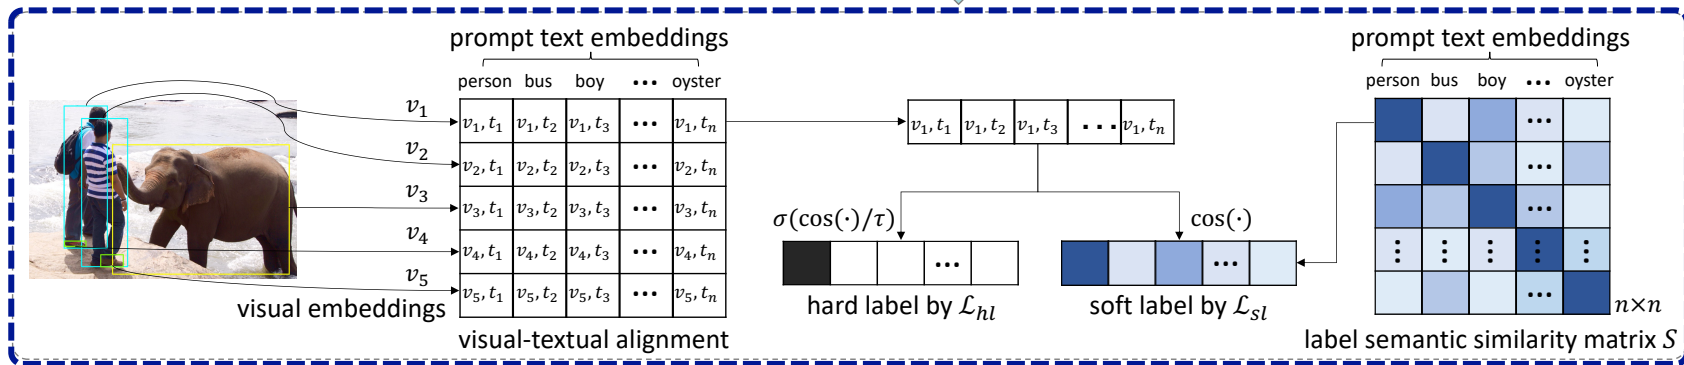 prompt text embeddings
person bus boy ... oyster
v₁
v₂
v₃
v₄
v₅
visual embeddings
v₁, t₁ v₁, t₂ v₁, t₃ ... v₁, tₙ
v₂, t₁ v₂, t₂ v₂, t₃ ... v₂, tₙ
v₃, t₁ v₃, t₂ v₃, t₃ ... v₃, tₙ
v₄, t₁ v₄, t₂ v₄, t₃ ... v₄, tₙ
v₅, t₁ v₅, t₂ v₅, t₃ ... v₅, tₙ
visual-textual alignment
v₁, t₁ v₁, t₂ v₁, t₃ ... v₁, tₙ
σ(cos(·)/τ)
...
hard label by ℒₕₗ
cos(·)
...
soft label by ℒₛₗ
prompt text embeddings
person bus boy ... oyster
...
...
...
⋮ ⋮ ⋮ ⋮ ⋮
...
n×n
label semantic similarity matrix S